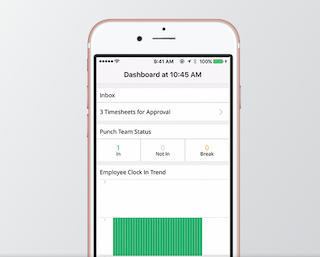 9:41 AM 100%
Dashboard at 10:45 AM
Inbox
3 Timesheets for Approval
Punch Team Status
1 0 0
In Not In Break
Employee Clock In Trend